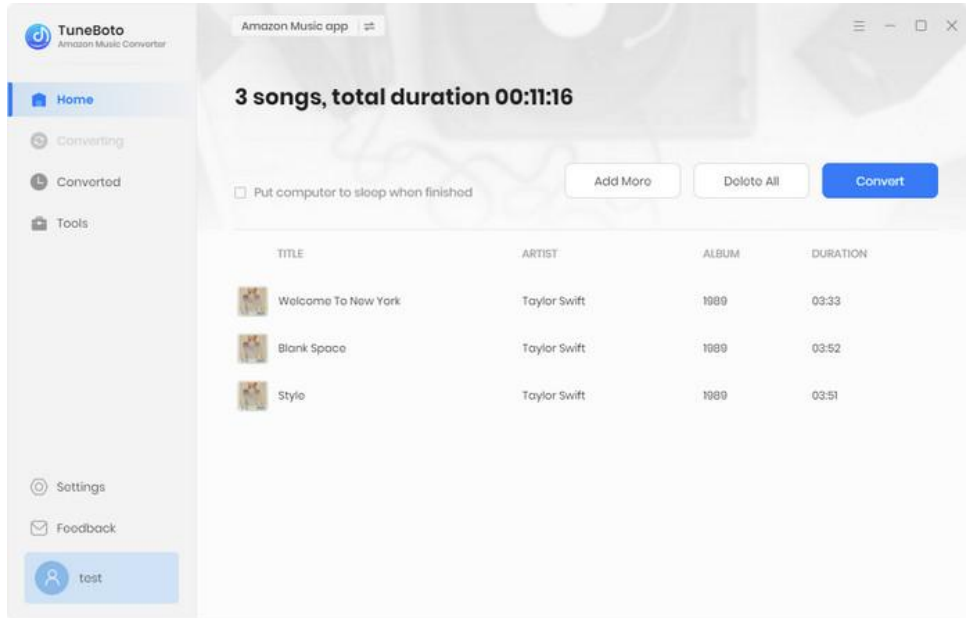 TuneBoto
Amazon Music Converter
Amazon Music app
Home
Converting
Converted
Tools
Settings
Feedback
test
3 songs, total duration 00:11:16
Put computer to sleep when finished
Add More
Delete All
Convert
TITLE ARTIST ALBUM DURATION
Welcome To New York Taylor Swift 1989 03:33
Blank Space Taylor Swift 1989 03:52
Style Taylor Swift 1989 03:51